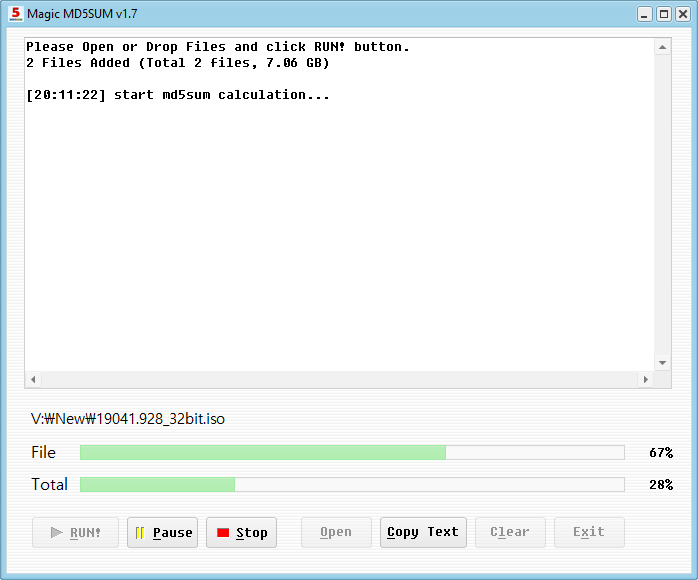 5 Magic MD5SUM v1.7
Please Open or Drop Files and click RUN! button.
2 Files Added (Total 2 files, 7.06 GB)
[20:11:22] start md5sum calculation...
V:₩New₩19041.928_32bit.iso
File 67%
Total 28%
RUN! Pause Stop Open Copy Text Clear Exit